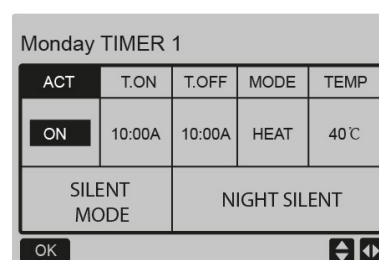 Monday TIMER 1
ACT T.ON T.OFF MODE TEMP
ON 10:00A 10:00A HEAT 40℃
SILENT MODE NIGHT SILENT
OK